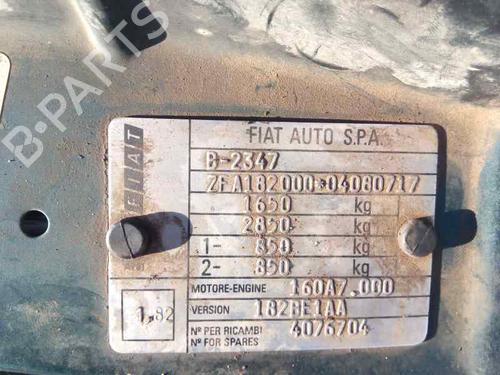 B-PARTS
FIAT
FIAT AUTO S.P.A.
B-2347
ZFA182000*04080717
1650 kg
2850 kg
1- 850 kg
2- 850 kg
MOTORE-ENGINE 160A7.000
VERSION 182BE1AA
Nº PER RICAMBI
Nº FOR SPARES 4076704
1,82